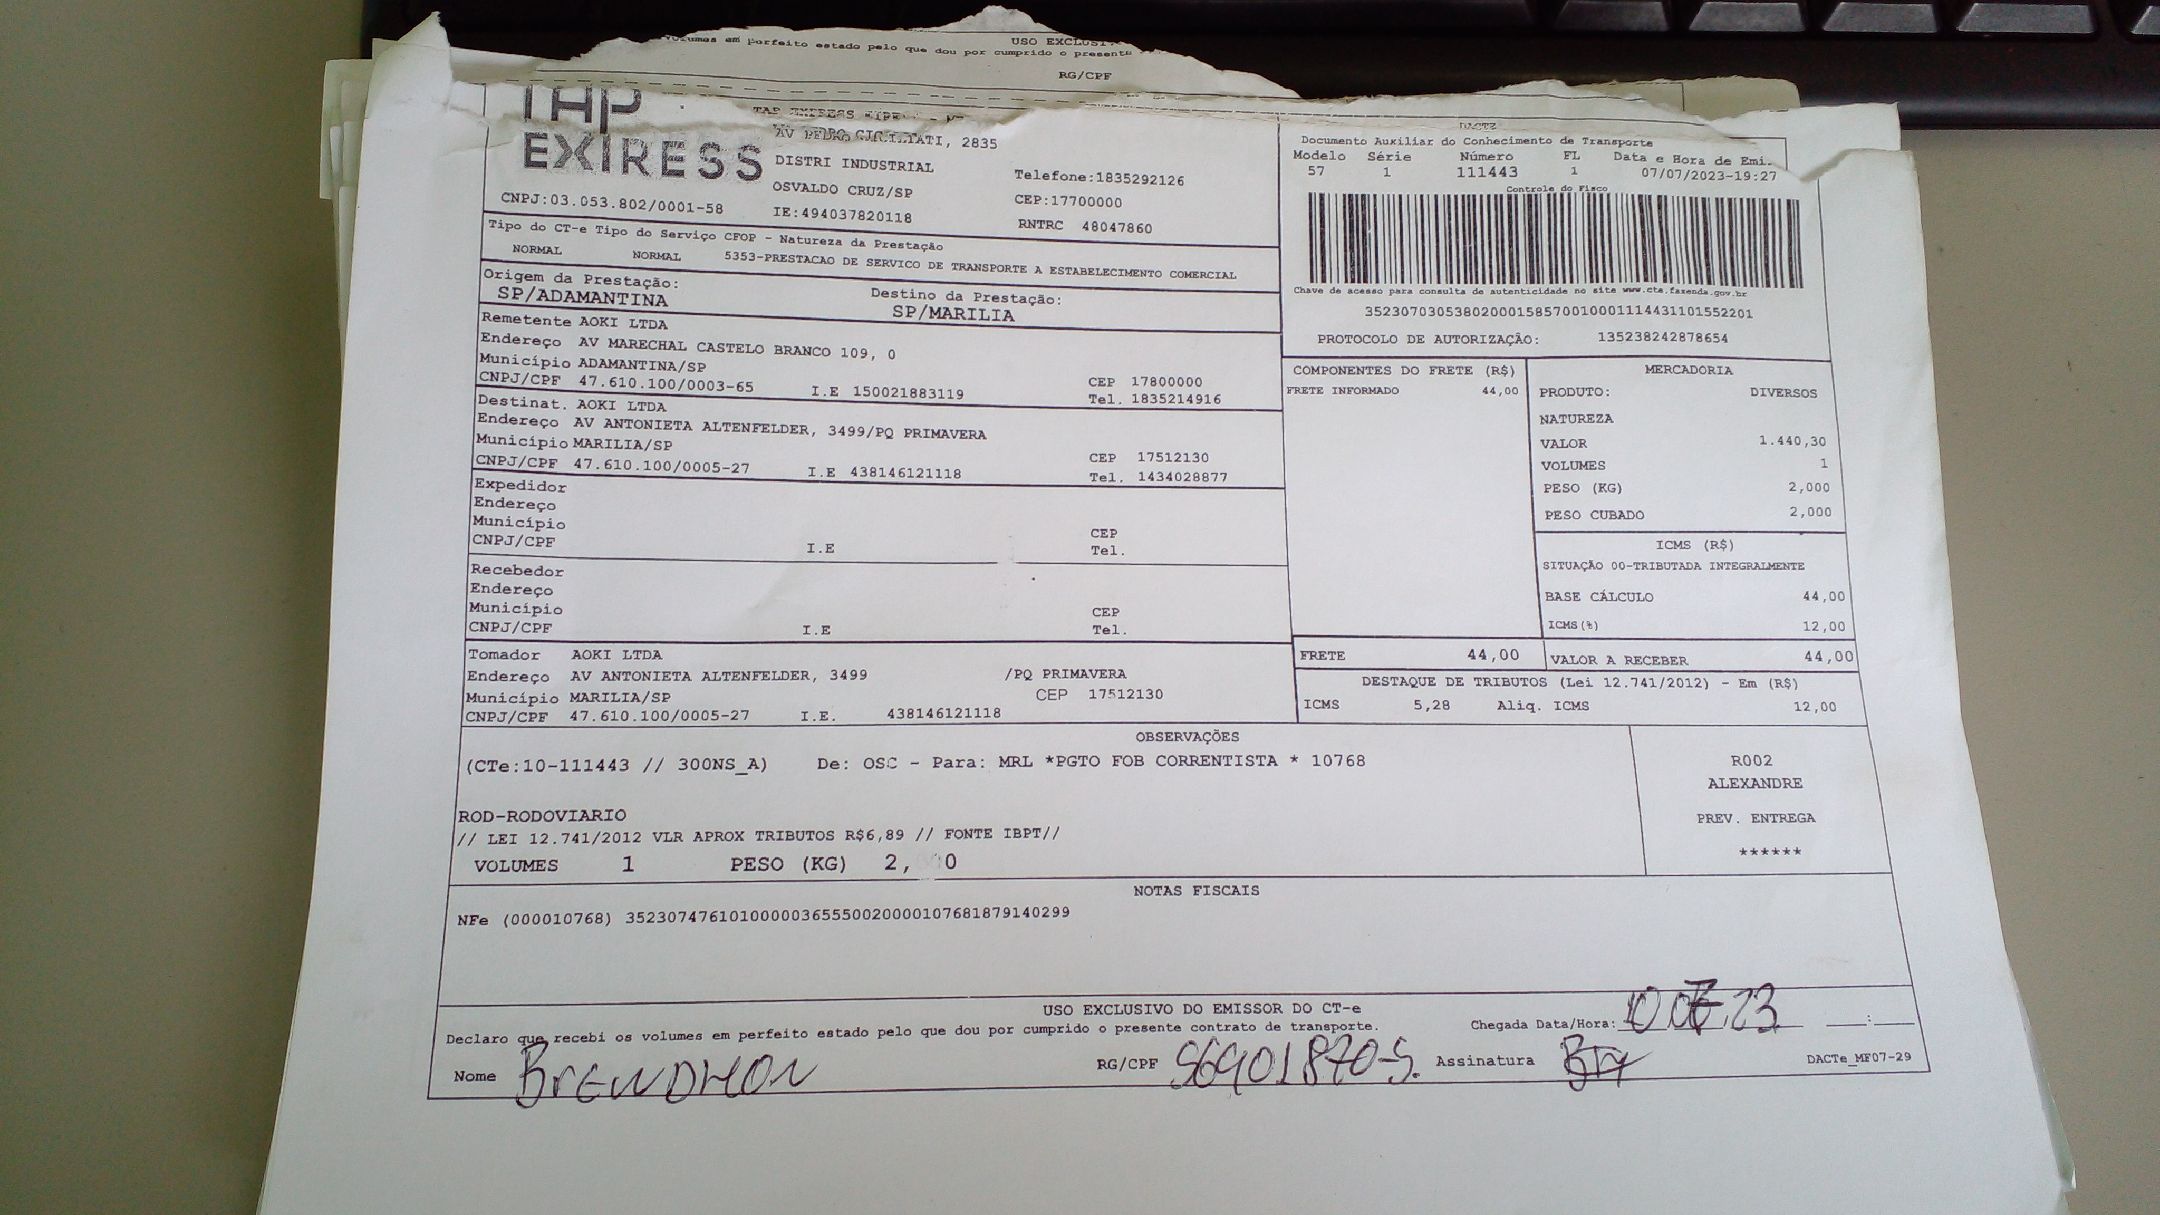 volumes em perfeito estado pelo que dou por cumprido o presente
USO EXCLUSI
RG/CPF
TAP
EXPRESS
TAP EXPRESS
AV PEDRO CICILIATI, 2835
DISTRI INDUSTRIAL
OSVALDO CRUZ/SP
Telefone:1835292126
CEP:17700000
CNPJ:03.053.802/0001-58
IE:494037820118
RNTRC 48047860
DACTE
Documento Auxiliar do Conhecimento de Transporte
Modelo Série Número FL Data e Hora de Emi.
57 1 111443 1 07/07/2023-19:27
Controle do Fisco
Chave de acesso para consulta de autenticidade no site www.cte.fazenda.gov.br
35230703053802000158570010001114431101552201
PROTOCOLO DE AUTORIZAÇÃO: 135238242878654
Tipo do CT-e Tipo do Serviço CFOP - Natureza da Prestação
NORMAL NORMAL 5353-PRESTACAO DE SERVICO DE TRANSPORTE A ESTABELECIMENTO COMERCIAL
Origem da Prestação: Destino da Prestação:
SP/ADAMANTINA SP/MARILIA
Remetente AOKI LTDA
Endereço AV MARECHAL CASTELO BRANCO 109, 0
Município ADAMANTINA/SP CEP 17800000
CNPJ/CPF 47.610.100/0003-65 I.E 150021883119 Tel. 1835214916
Destinat. AOKI LTDA
Endereço AV ANTONIETA ALTENFELDER, 3499/PQ PRIMAVERA
Município MARILIA/SP CEP 17512130
CNPJ/CPF 47.610.100/0005-27 I.E 438146121118 Tel. 1434028877
Expedidor
Endereço
Município CEP
CNPJ/CPF I.E Tel.
Recebedor
Endereço
Município CEP
CNPJ/CPF I.E Tel.
Tomador AOKI LTDA
Endereço AV ANTONIETA ALTENFELDER, 3499 /PQ PRIMAVERA
Município MARILIA/SP CEP 17512130
CNPJ/CPF 47.610.100/0005-27 I.E. 438146121118
COMPONENTES DO FRETE (R$)
FRETE INFORMADO 44,00
MERCADORIA
PRODUTO: DIVERSOS
NATUREZA
VALOR 1.440,30
VOLUMES 1
PESO (KG) 2,000
PESO CUBADO 2,000
ICMS (R$)
SITUAÇÃO 00-TRIBUTADA INTEGRALMENTE
BASE CÁLCULO 44,00
ICMS(%) 12,00
FRETE 44,00 VALOR A RECEBER 44,00
DESTAQUE DE TRIBUTOS (Lei 12.741/2012) - Em (R$)
ICMS 5,28 Aliq. ICMS 12,00
OBSERVAÇÕES
(CTe:10-111443 // 300NS_A) De: OSC - Para: MRL *PGTO FOB CORRENTISTA * 10768
ROD-RODOVIARIO
// LEI 12.741/2012 VLR APROX TRIBUTOS R$6,89 // FONTE IBPT//
VOLUMES 1 PESO (KG) 2, 0
R002
ALEXANDRE
PREV. ENTREGA
******
NOTAS FISCAIS
NFe (000010768) 35230747610100000365550020000107681879140299
USO EXCLUSIVO DO EMISSOR DO CT-e
Declaro que recebi os volumes em perfeito estado pelo que dou por cumprido o presente contrato de transporte. Chegada Data/Hora: 10 07 23 __:__
Nome BRENDHON RG/CPF 56901870-5. Assinatura DACTe_MF07-29